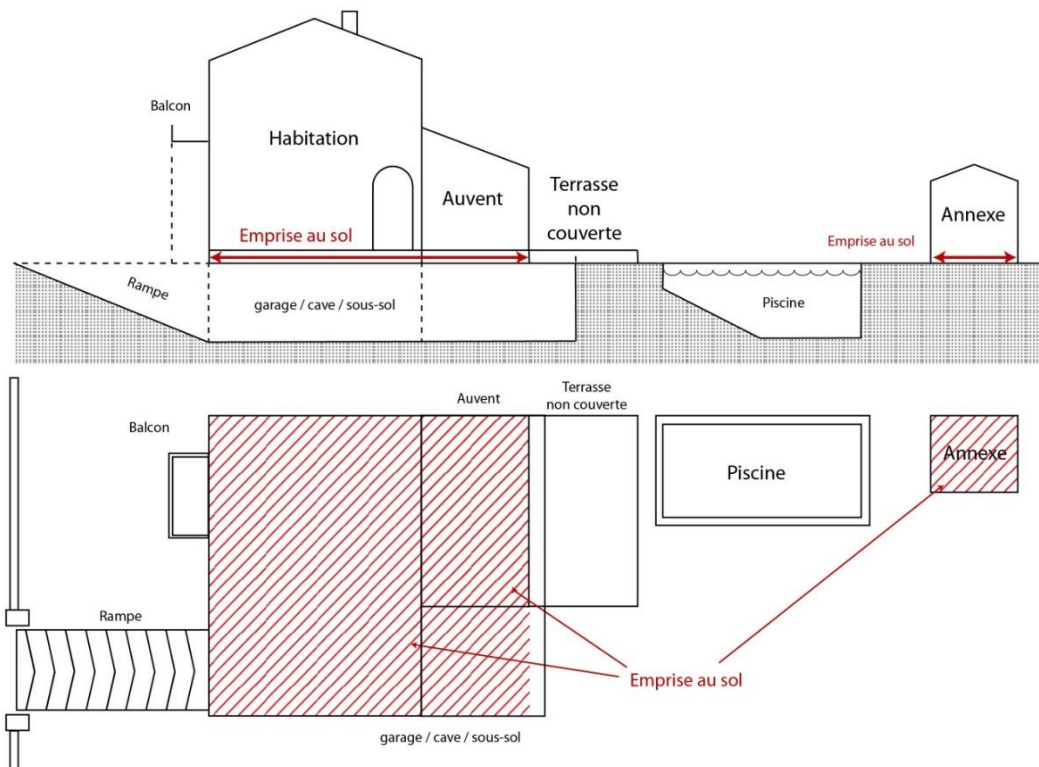 Balcon
Habitation
Auvent
Terrasse
non
couverte
Annexe
Emprise au sol
Emprise au sol
Rampe
garage / cave / sous-sol
Piscine
Auvent
Terrasse
non couverte
Balcon
Piscine
Annexe
Rampe
Emprise au sol
garage / cave / sous-sol